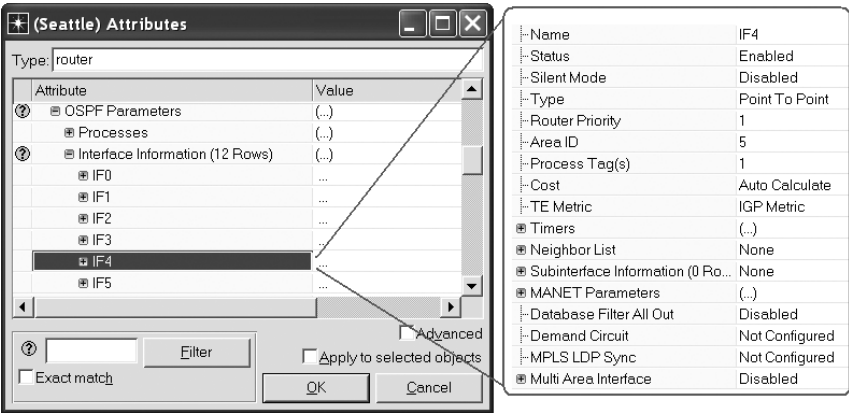 (Seattle) Attributes
Type: router
Attribute Value
OSPF Parameters (...)
Processes (...)
Interface Information (12 Rows) (...)
IF0 ...
IF1 ...
IF2 ...
IF3 ...
IF4 ...
IF5 ...
Advanced
Filter
Apply to selected objects
Exact match
OK Cancel
Name IF4
Status Enabled
Silent Mode Disabled
Type Point To Point
Router Priority 1
Area ID 5
Process Tag(s) 1
Cost Auto Calculate
TE Metric IGP Metric
Timers (...)
Neighbor List None
Subinterface Information (0 Ro... None
MANET Parameters (...)
Database Filter All Out Disabled
Demand Circuit Not Configured
MPLS LDP Sync Not Configured
Multi Area Interface Disabled